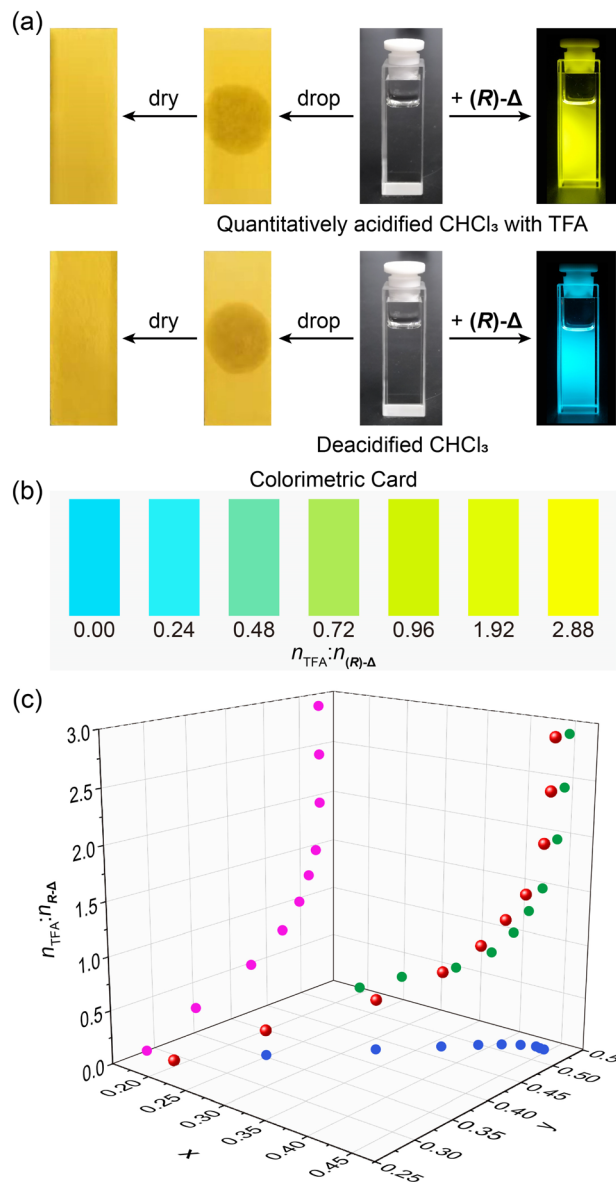 (a)
dry
drop
+ (R)-Δ
Quantitatively acidified CHCl₃ with TFA
dry
drop
+ (R)-Δ
Deacidified CHCl₃
(b)
Colorimetric Card
0.00 0.24 0.48 0.72 0.96 1.92 2.88
nTFA:n(R)-Δ
(c)
3.0
2.5
2.0
1.5
1.0
0.5
0.0
nTFA:nR-Δ
0.20
0.25
0.30
0.35
0.40
0.45
x
0.25
0.30
0.35
0.40
0.45
0.50
0.5
y